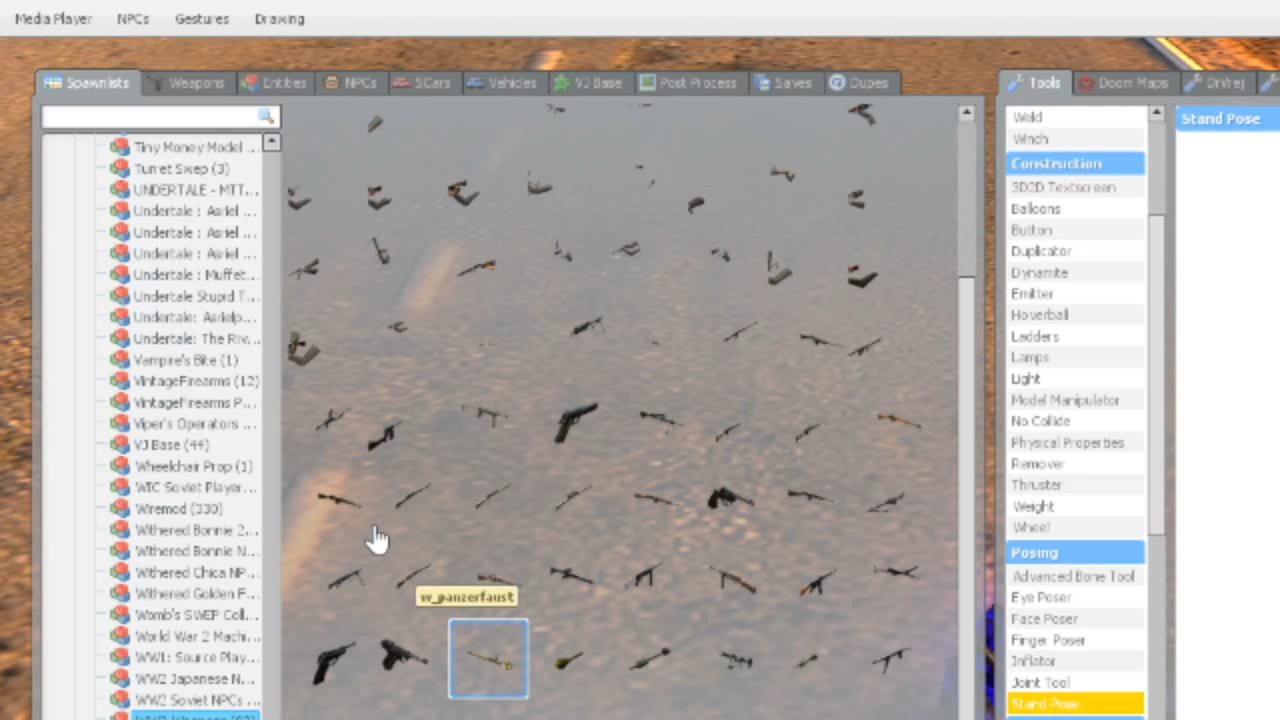 Media Player NPCs Gestures Drawing
Spawnlists Weapons Entities NPCs SCars Vehicles VJ Base Post Process Saves Dupes
Tiny Money Model ...
Turret Swep (3)
UNDERTALE - MTT...
Undertale : Asriel ...
Undertale : Asriel ...
Undertale : Asriel ...
Undertale : Muffet...
Undertale Stupid T...
Undertale: Asrielp...
Undertale: The Riv...
Vampire's Bite (1)
VintageFirearms (12)
VintageFirearms P...
Viper's Operators ...
VJ Base (44)
Wheelchair Prop (1)
WIC Soviet Player...
Wiremod (330)
Withered Bonnie 2...
Withered Bonnie N...
Withered Chica NP...
Withered Golden F...
Womb's SWEP Coll...
World War 2 Machi...
WW1: Source Play...
WW2 Japanese N...
WW2 Soviet NPCs ...
WW2 Weapons
w_panzerfaust
Tools Doom Maps DrVrej
Weld
Winch
Construction
3D2D Textscreen
Balloons
Button
Duplicator
Dynamite
Emitter
Hoverball
Ladders
Lamps
Light
Model Manipulator
No Collide
Physical Properties
Remover
Thruster
Weight
Wheel
Posing
Advanced Bone Tool
Eye Poser
Face Poser
Finger Poser
Inflator
Joint Tool
Stand Pose
Stand Pose